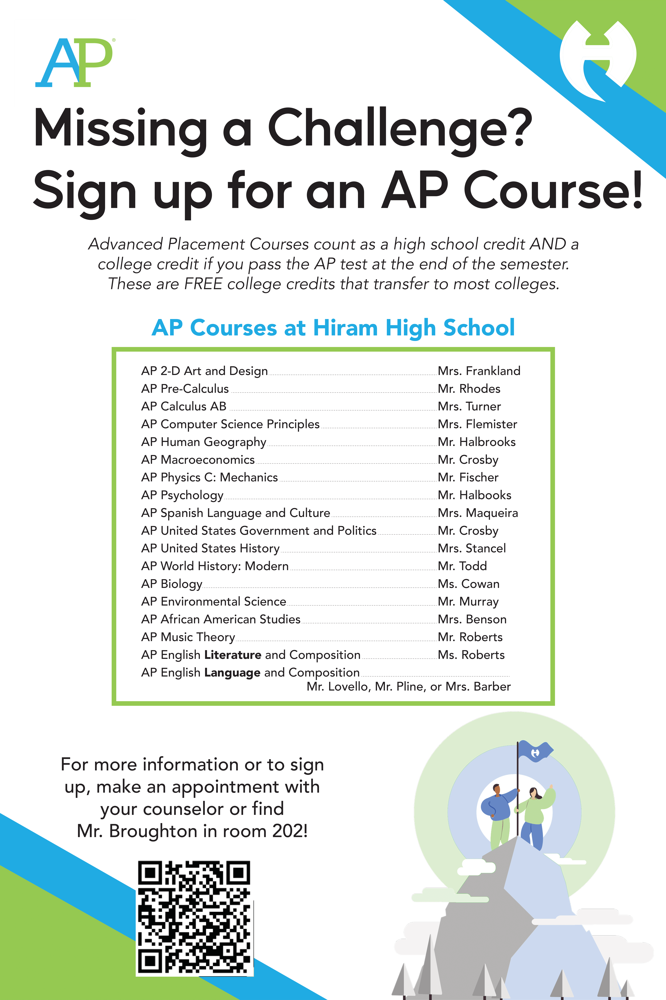 AP®
Missing a Challenge?
Sign up for an AP Course!
Advanced Placement Courses count as a high school credit AND a
college credit if you pass the AP test at the end of the semester.
These are FREE college credits that transfer to most colleges.
AP Courses at Hiram High School
AP 2-D Art and Design Mrs. Frankland
AP Pre-Calculus Mr. Rhodes
AP Calculus AB Mrs. Turner
AP Computer Science Principles Mrs. Flemister
AP Human Geography Mr. Halbrooks
AP Macroeconomics Mr. Crosby
AP Physics C: Mechanics Mr. Fischer
AP Psychology Mr. Halbooks
AP Spanish Language and Culture Mrs. Maqueira
AP United States Government and Politics Mr. Crosby
AP United States History Mrs. Stancel
AP World History: Modern Mr. Todd
AP Biology Ms. Cowan
AP Environmental Science Mr. Murray
AP African American Studies Mrs. Benson
AP Music Theory Mr. Roberts
AP English Literature and Composition Ms. Roberts
AP English Language and Composition
Mr. Lovello, Mr. Pline, or Mrs. Barber
For more information or to sign
up, make an appointment with
your counselor or find
Mr. Broughton in room 202!